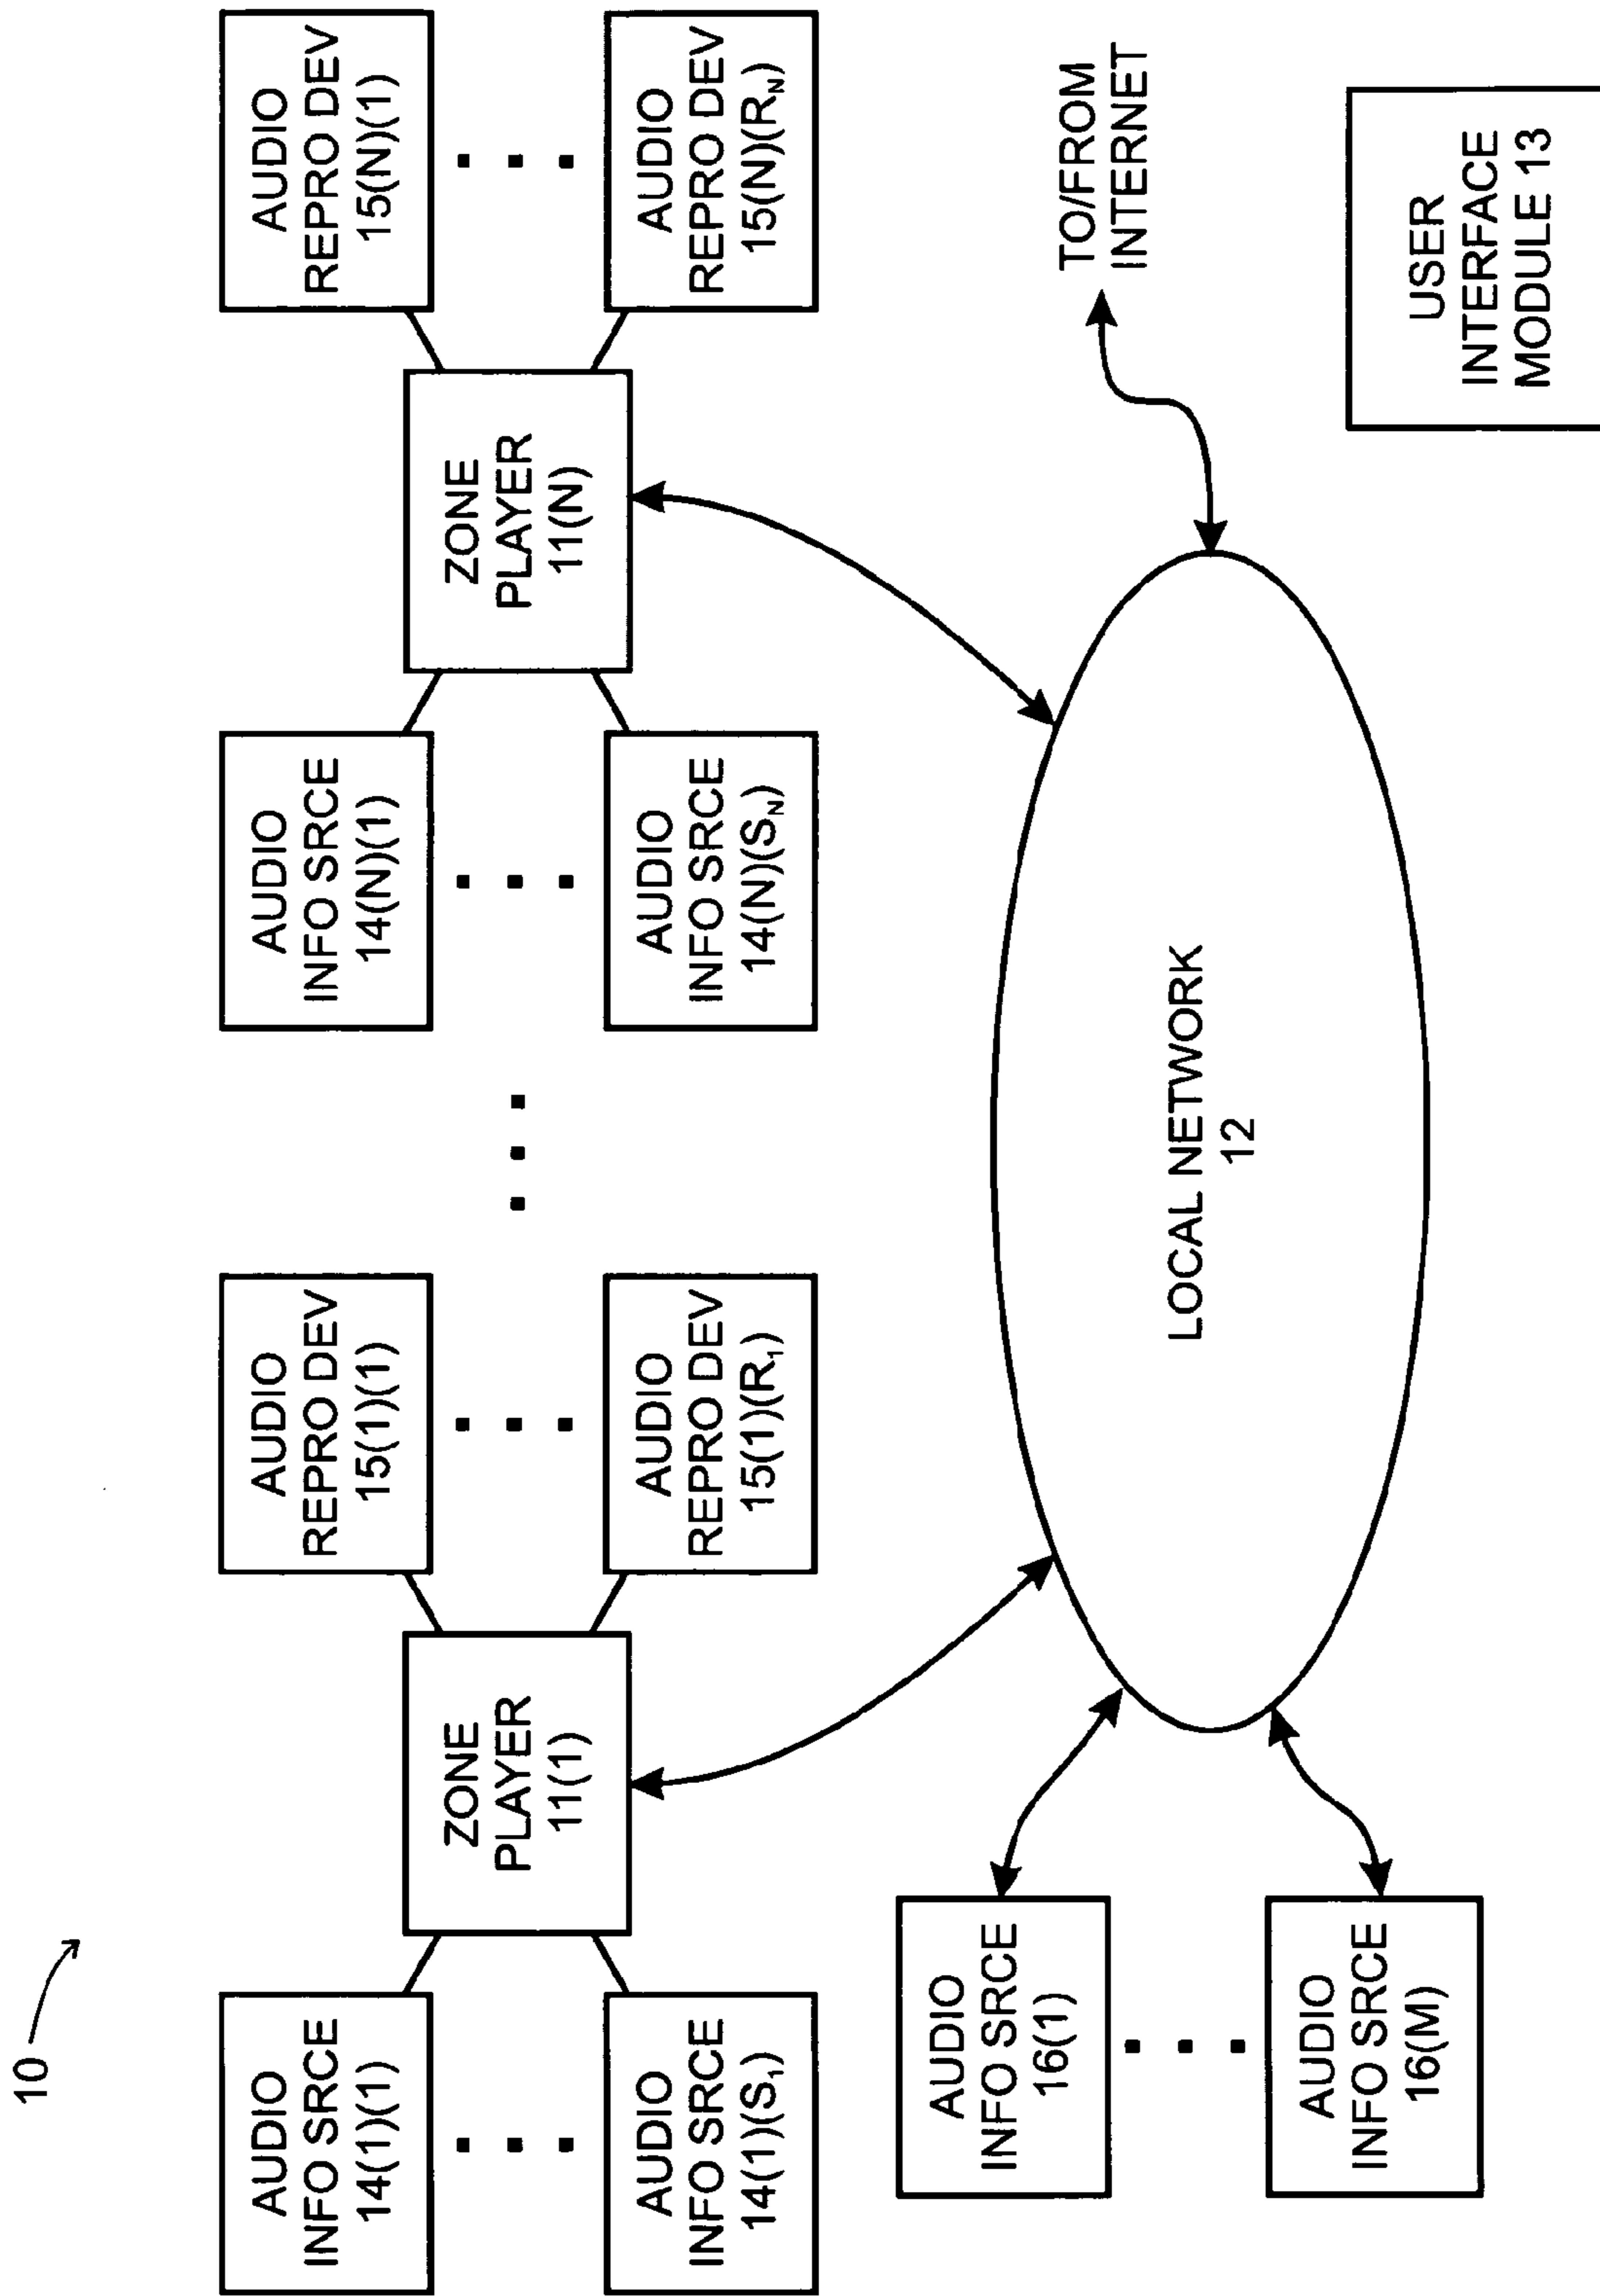 10
AUDIO
INFO SRCE
14(1)(1)
AUDIO
INFO SRCE
14(1)(S₁)
ZONE
PLAYER
11(1)
AUDIO
REPRO DEV
15(1)(1)
AUDIO
REPRO DEV
15(1)(R₁)
AUDIO
INFO SRCE
14(N)(1)
AUDIO
INFO SRCE
14(N)(S_N)
ZONE
PLAYER
11(N)
AUDIO
REPRO DEV
15(N)(1)
AUDIO
REPRO DEV
15(N)(R_N)
AUDIO
INFO SRCE
16(1)
AUDIO
INFO SRCE
16(M)
LOCAL NETWORK
12
TO/FROM
INTERNET
USER
INTERFACE
MODULE 13